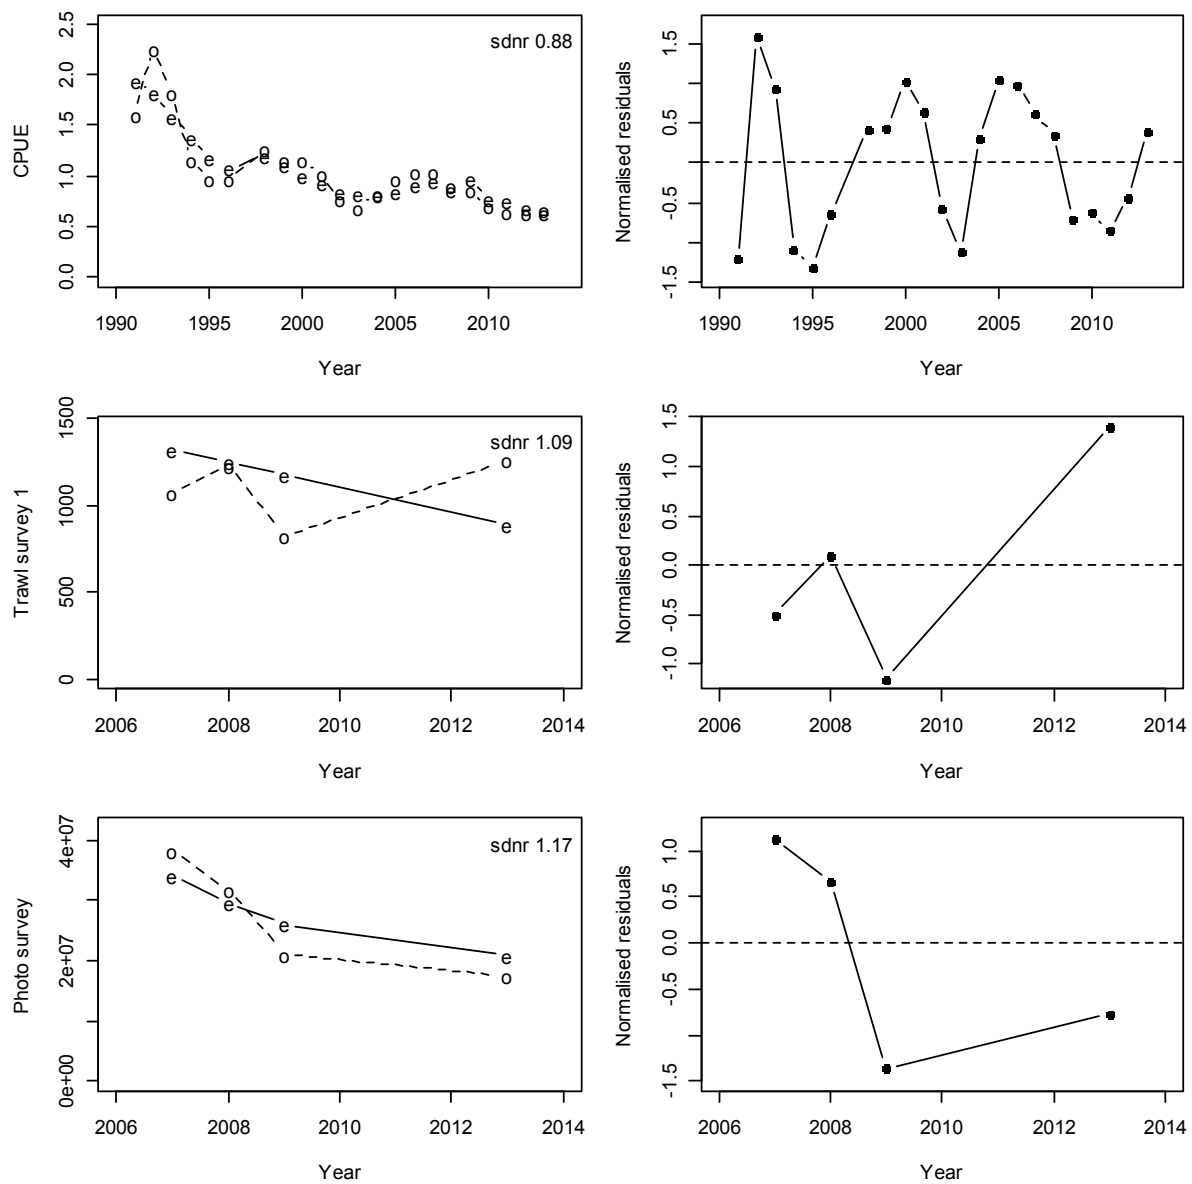 CPUE
2.5
2.0
1.5
1.0
0.5
0.0
sdnr 0.88
1990 1995 2000 2005 2010
Year
Normalised residuals
1.5
0.5
-0.5
-1.5
1990 1995 2000 2005 2010
Year
Trawl survey 1
1500
1000
500
0
sdnr 1.09
2006 2008 2010 2012 2014
Year
Normalised residuals
1.5
1.0
0.5
0.0
-0.5
-1.0
2006 2008 2010 2012 2014
Year
Photo survey
4e+07
2e+07
0e+00
sdnr 1.17
2006 2008 2010 2012 2014
Year
Normalised residuals
1.0
0.5
0.0
-0.5
-1.5
2006 2008 2010 2012 2014
Year